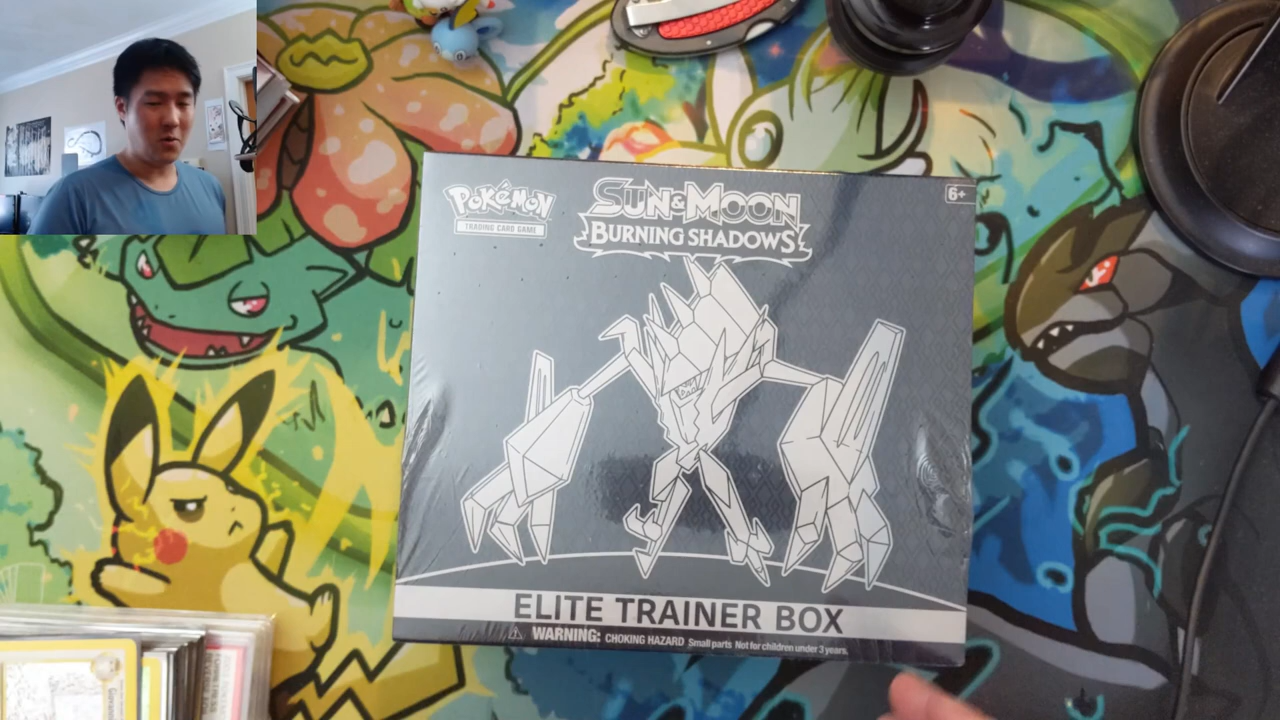 Pokémon
TRADING CARD GAME
SUN & MOON
BURNING SHADOWS
6+
ELITE TRAINER BOX
WARNING: CHOKING HAZARD Small parts Not for children under 3 years.